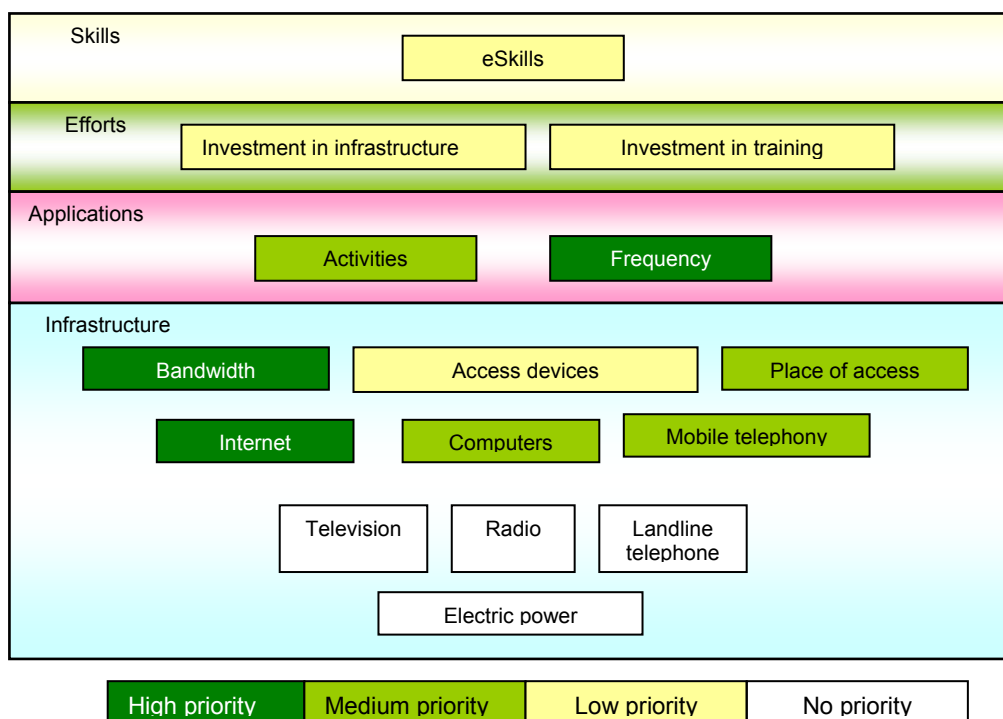 Skills
eSkills
Efforts
Investment in infrastructure
Investment in training
Applications
Activities
Frequency
Infrastructure
Bandwidth
Access devices
Place of access
Internet
Computers
Mobile telephony
Television
Radio
Landline
telephone
Electric power
High priority
Medium priority
Low priority
No priority